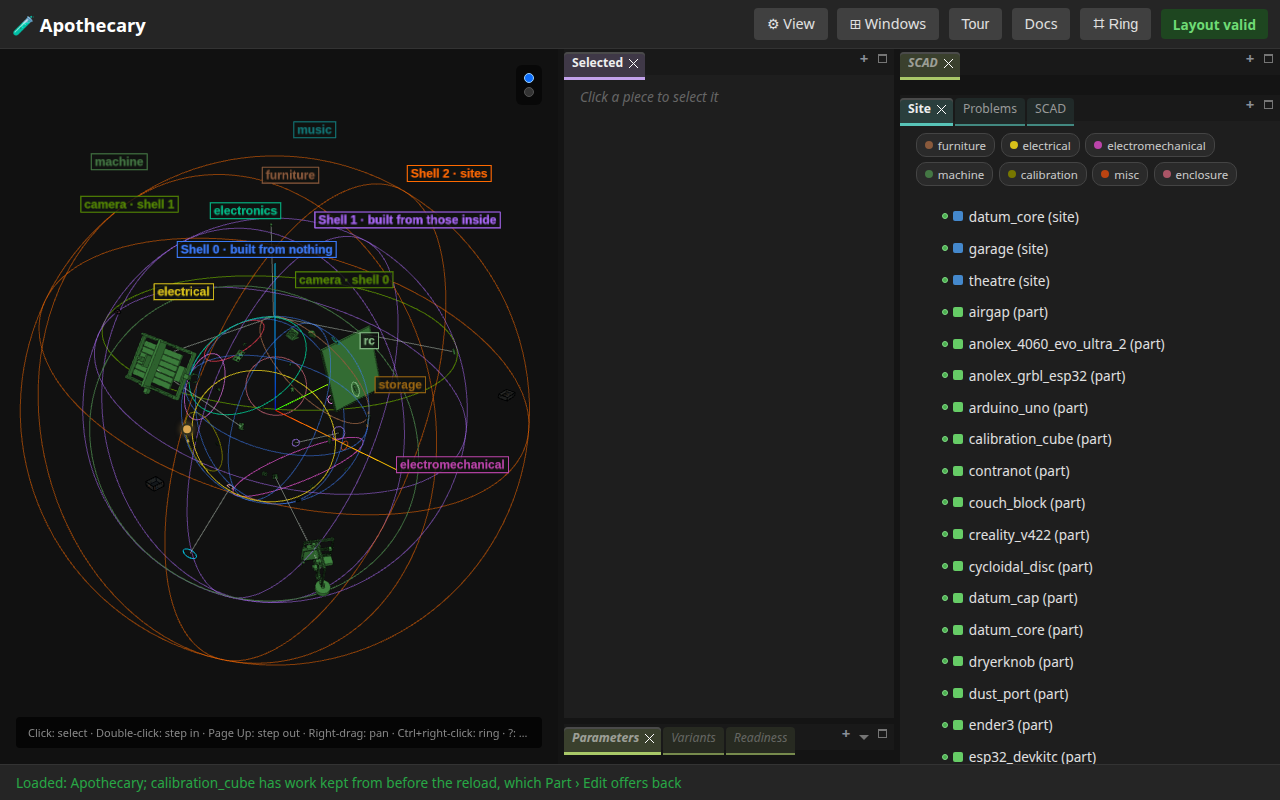 🧪 Apothecary
⚙ View
⊞ Windows
Tour
Docs
⌗ Ring
Layout valid
music
machine
furniture
Shell 2 · sites
camera · shell 1
electronics
Shell 1 · built from those inside
Shell 0 · built from nothing
camera · shell 0
electrical
rc
storage
electromechanical
Click: select · Double-click: step in · Page Up: step out · Right-drag: pan · Ctrl+right-click: ring · ?: ...
Selected
Click a piece to select it
Parameters Variants Readiness
SCAD
Site Problems SCAD
furniture electrical electromechanical
machine calibration misc enclosure
datum_core (site)
garage (site)
theatre (site)
airgap (part)
anolex_4060_evo_ultra_2 (part)
anolex_grbl_esp32 (part)
arduino_uno (part)
calibration_cube (part)
contranot (part)
couch_block (part)
creality_v422 (part)
cycloidal_disc (part)
datum_cap (part)
datum_core (part)
dryerknob (part)
dust_port (part)
ender3 (part)
esp32_devkitc (part)
Loaded: Apothecary; calibration_cube has work kept from before the reload, which Part › Edit offers back